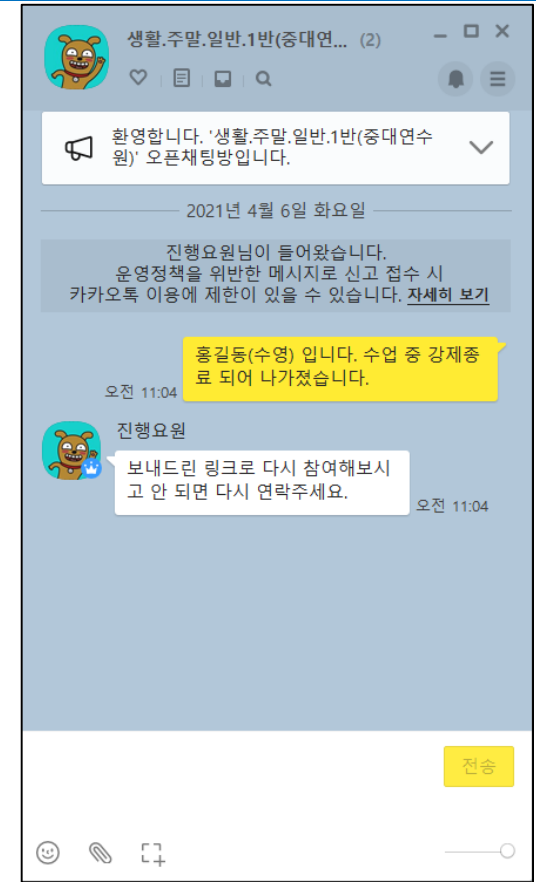 생활.주말.일반.1반(중대연... (2)
환영합니다. '생활.주말.일반.1반(중대연수
원)' 오픈채팅방입니다.
2021년 4월 6일 화요일
진행요원님이 들어왔습니다.
운영정책을 위반한 메시지로 신고 접수 시
카카오톡 이용에 제한이 있을 수 있습니다. 자세히 보기
홍길동(수영) 입니다. 수업 중 강제종
료 되어 나가졌습니다.
오전 11:04
진행요원
보내드린 링크로 다시 참여해보시
고 안 되면 다시 연락주세요.
오전 11:04
전송